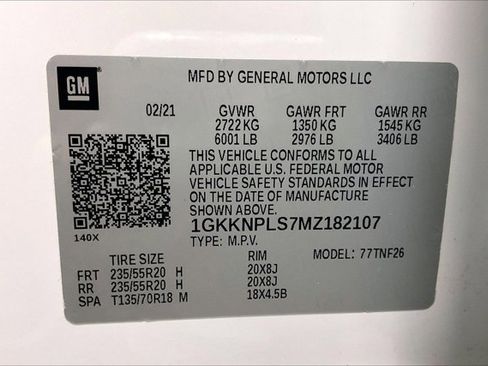 GM
MFD BY GENERAL MOTORS LLC
02/21 GVWR GAWR FRT GAWR RR
2722 KG 1350 KG 1545 KG
6001 LB 2976 LB 3406 LB
THIS VEHICLE CONFORMS TO ALL
APPLICABLE U.S. FEDERAL MOTOR
VEHICLE SAFETY STANDARDS IN EFFECT
ON THE DATE OF MANUFACTURE
SHOWN ABOVE.
140X
1GKKNPLS7MZ182107
TYPE: M.P.V. MODEL: 77TNF26
TIRE SIZE RIM
FRT 235/55R20 H 20X8J
RR 235/55R20 H 20X8J
SPA T135/70R18 M 18X4.5B